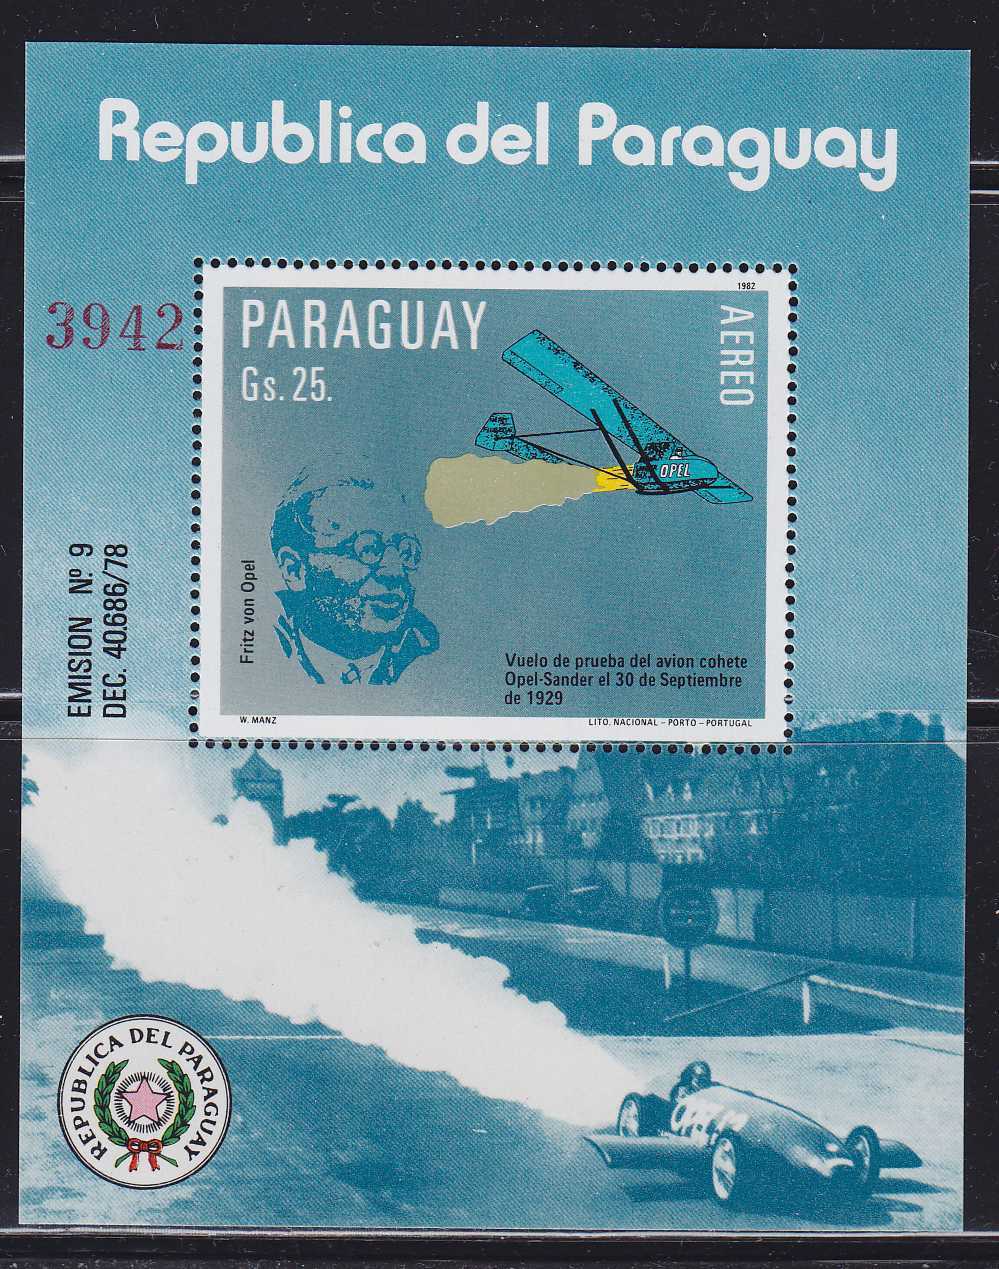 Republica del Paraguay
3942
1982
PARAGUAY
Gs. 25.
AEREO
OPEL
Fritz von Opel
Vuelo de prueba del avion cohete
Opel-Sander el 30 de Septiembre
de 1929
W. MANZ
LITO. NACIONAL – PORTO – PORTUGAL
EMISION Nº 9
DEC. 40.686/78
REPUBLICA DEL PARAGUAY